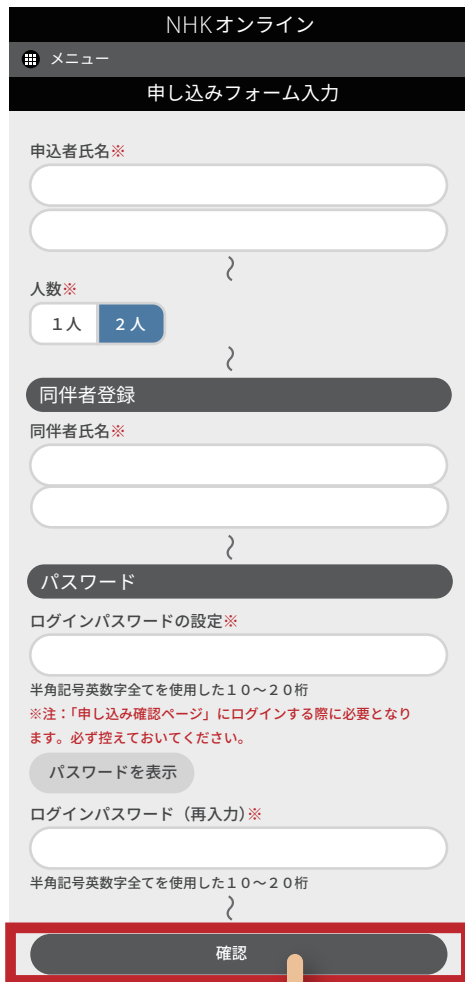 NHKオンライン
メニュー
申し込みフォーム入力
申込者氏名※
〜
人数※
1人 2人
〜
同伴者登録
同伴者氏名※
〜
パスワード
ログインパスワードの設定※
半角記号英数字全てを使用した１０〜２０桁
※注：「申し込み確認ページ」にログインする際に必要となり
ます。必ず控えておいてください。
パスワードを表示
ログインパスワード（再入力）※
半角記号英数字全てを使用した１０〜２０桁
〜
確認